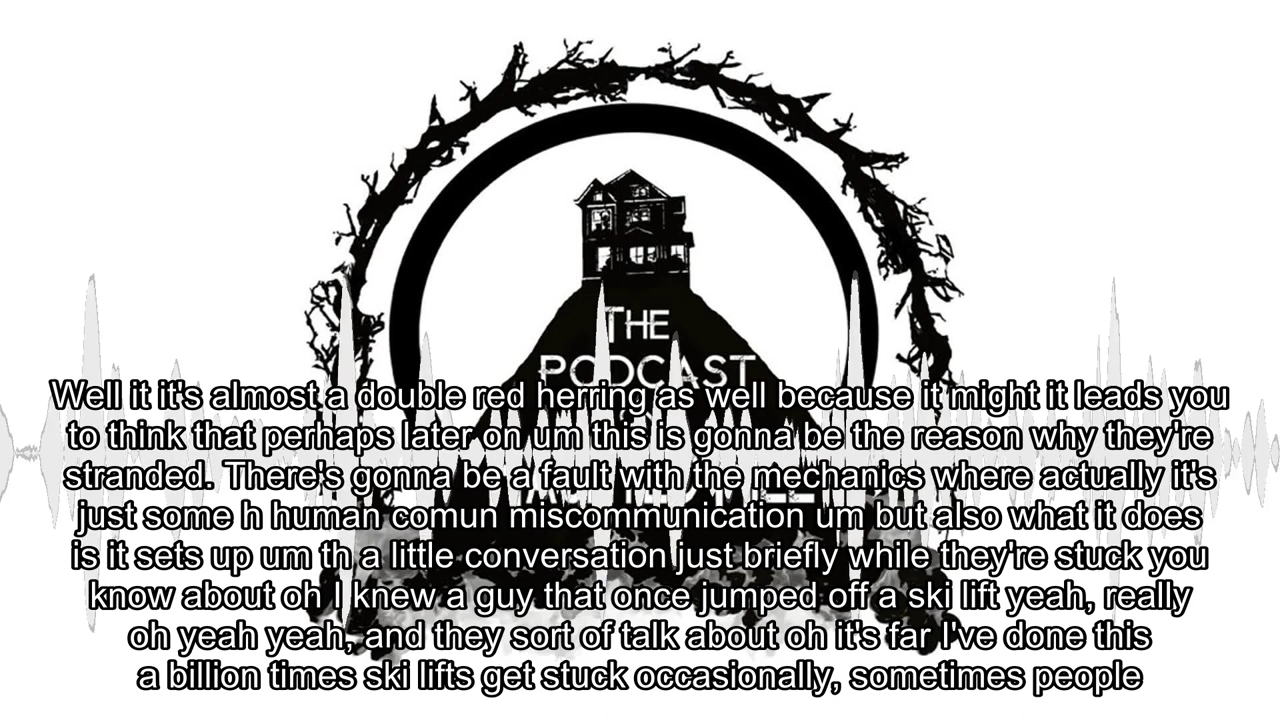 THE
PODCAST
Well it it's almost a double red herring as well because it might it leads you
to think that perhaps later on um this is gonna be the reason why they're
stranded. There's gonna be a fault with the mechanics where actually it's
just some h human comun miscommunication um but also what it does
is it sets up um th a little conversation just briefly while they're stuck you
know about oh I knew a guy that once jumped off a ski lift yeah, really
oh yeah yeah, and they sort of talk about oh it's far I've done this
a billion times ski lifts get stuck occasionally, sometimes people